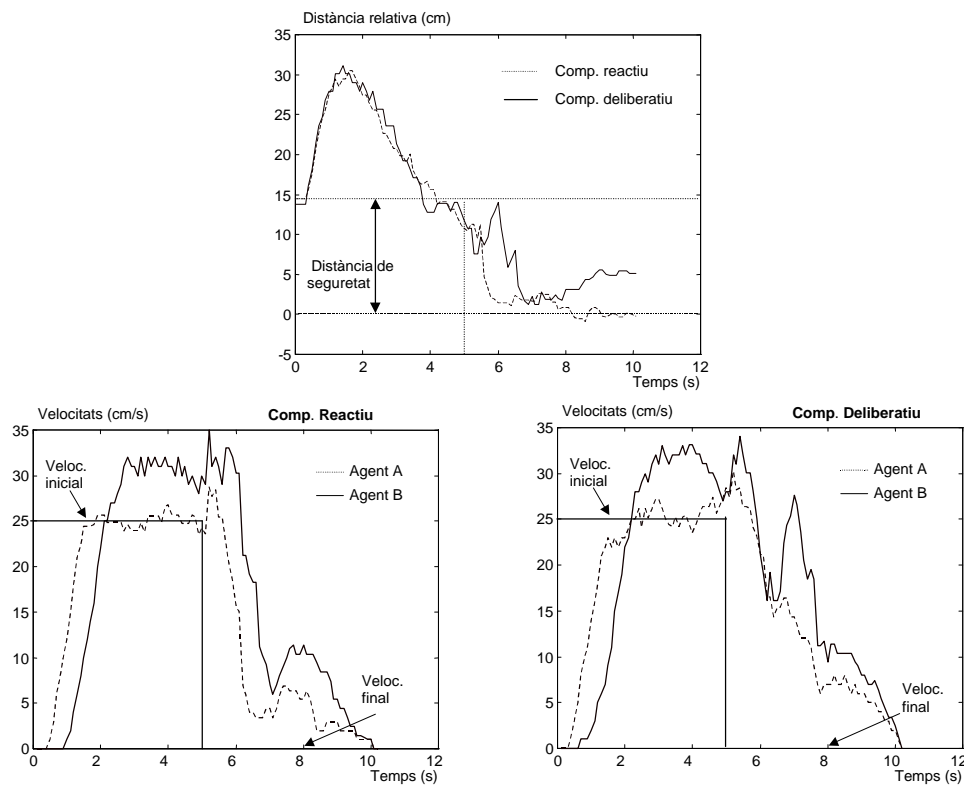 Distància relativa (cm)
35
30
25
20
15
10
5
0
-5
Comp. reactiu
Comp. deliberatiu
Distància de
seguretat
0 2 4 6 8 10 12
Temps (s)
Velocitats (cm/s)
Comp. Reactiu
35
30
25
20
15
10
5
0
Veloc.
inicial
Agent A
Agent B
Veloc.
final
0 2 4 6 8 10 12
Temps (s)
Velocitats (cm/s)
Comp. Deliberatiu
35
30
25
20
15
10
5
0
Veloc.
inicial
Agent A
Agent B
Veloc.
final
0 2 4 6 8 10 12
Temps (s)